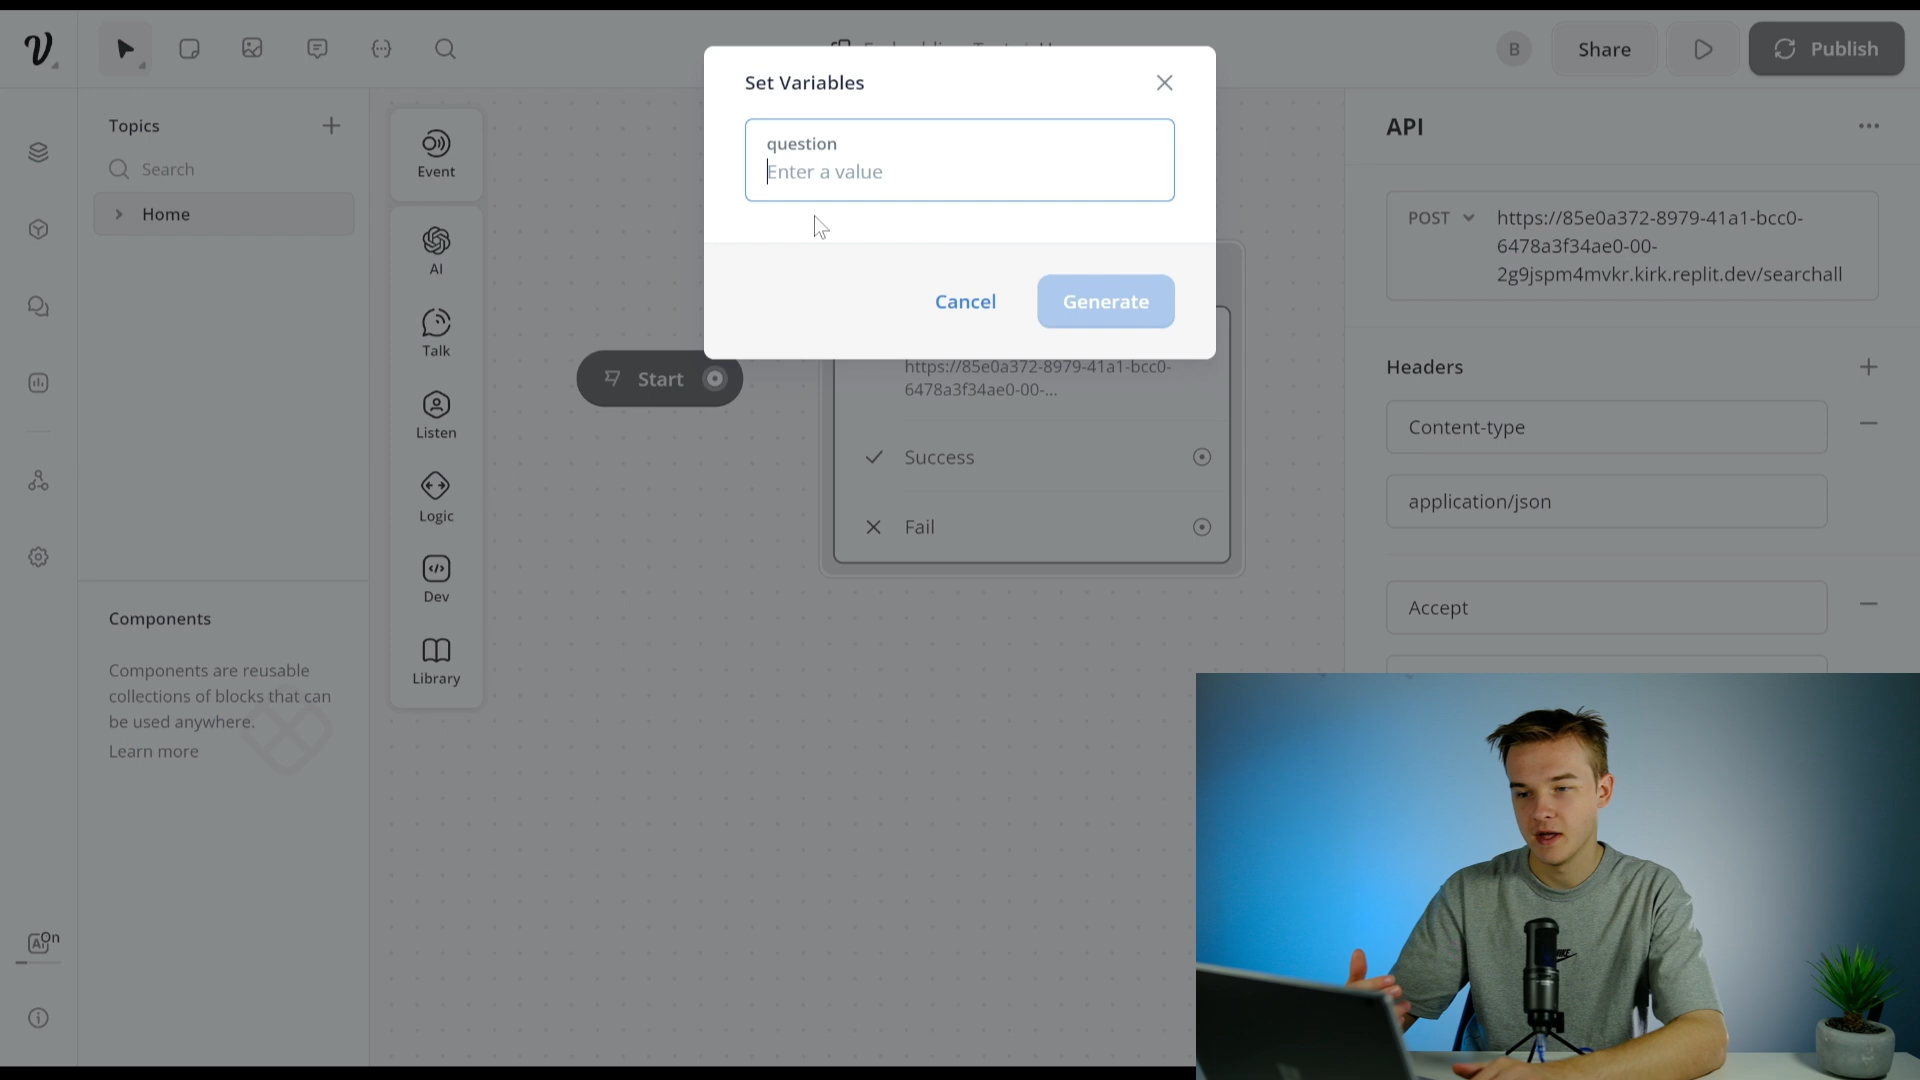 B
Share
Publish
Set Variables
question
Enter a value
Cancel
Generate
Topics
Search
Home
Event
AI
Talk
Listen
Logic
Dev
Library
Start
https://85e0a372-8979-41a1-bcc0-
6478a3f34ae0-00-...
Success
Fail
API
POST
https://85e0a372-8979-41a1-bcc0-
6478a3f34ae0-00-
2g9jspm4mvkr.kirk.replit.dev/searchall
Headers
Content-type
application/json
Accept
Components
Components are reusable
collections of blocks that can
be used anywhere.
Learn more
On